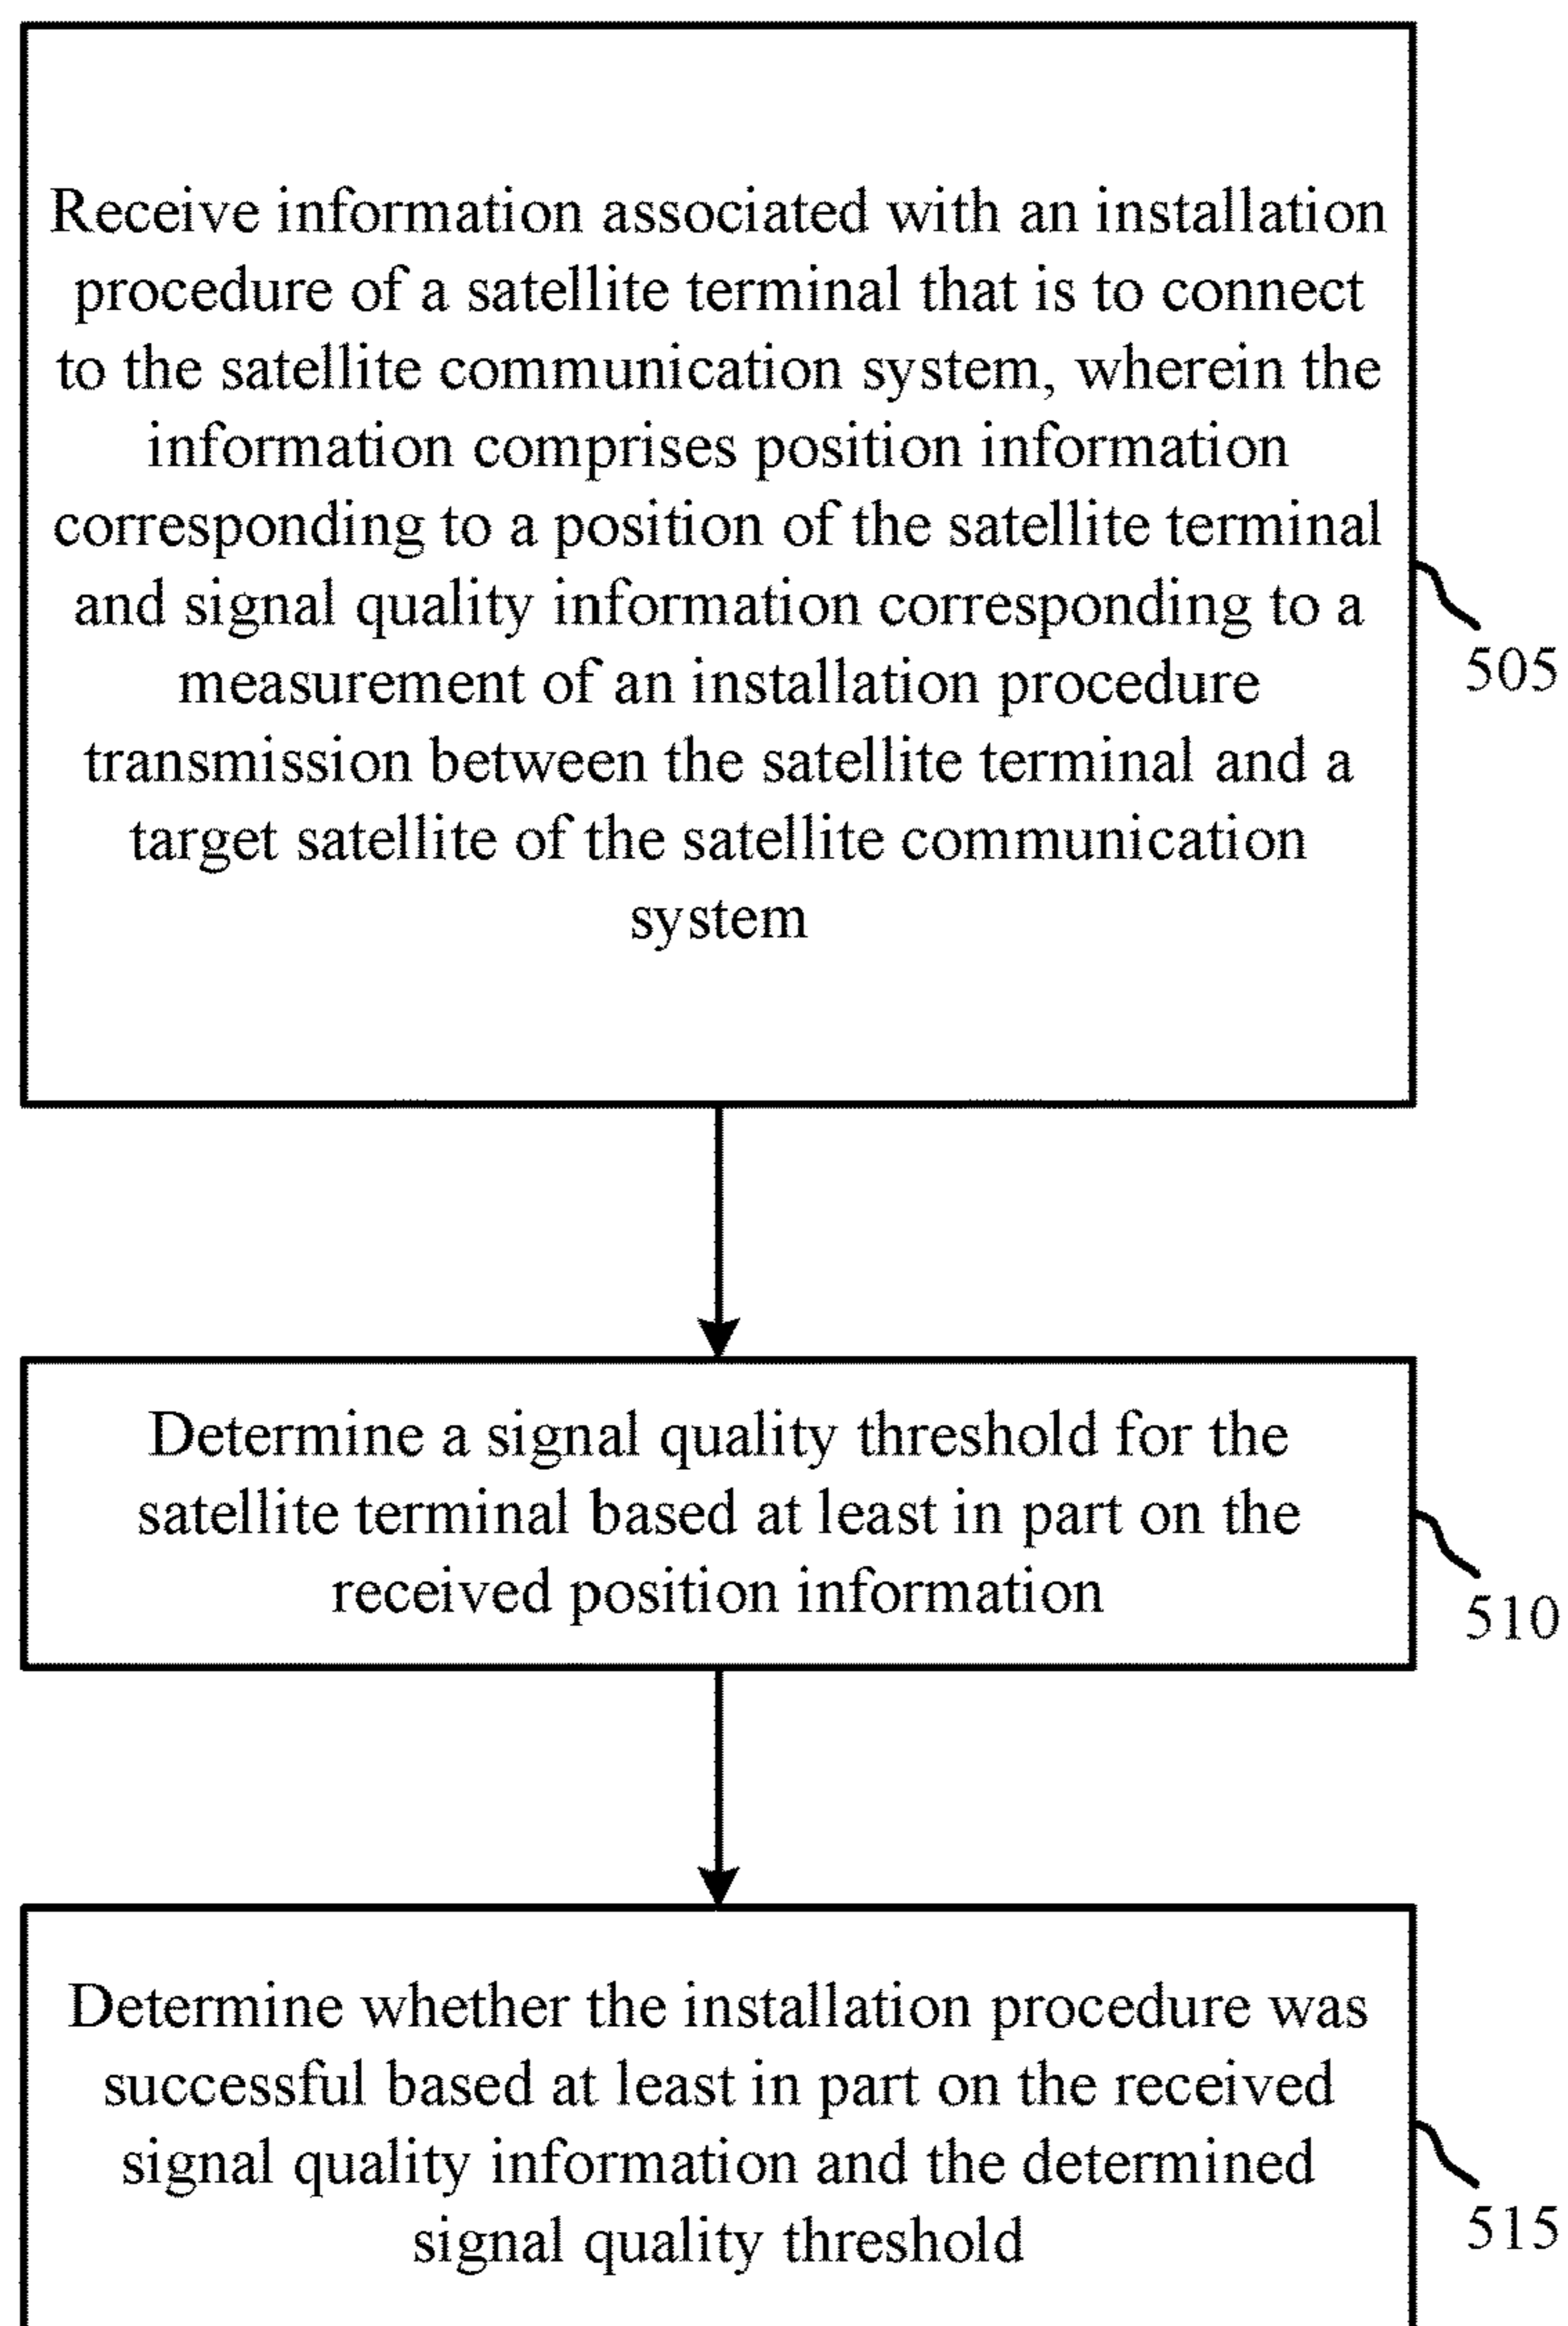 Receive information associated with an installation
procedure of a satellite terminal that is to connect
to the satellite communication system, wherein the
information comprises position information
corresponding to a position of the satellite terminal
and signal quality information corresponding to a
measurement of an installation procedure
transmission between the satellite terminal and a
target satellite of the satellite communication
system
505
Determine a signal quality threshold for the
satellite terminal based at least in part on the
received position information
510
Determine whether the installation procedure was
successful based at least in part on the received
signal quality information and the determined
signal quality threshold
515